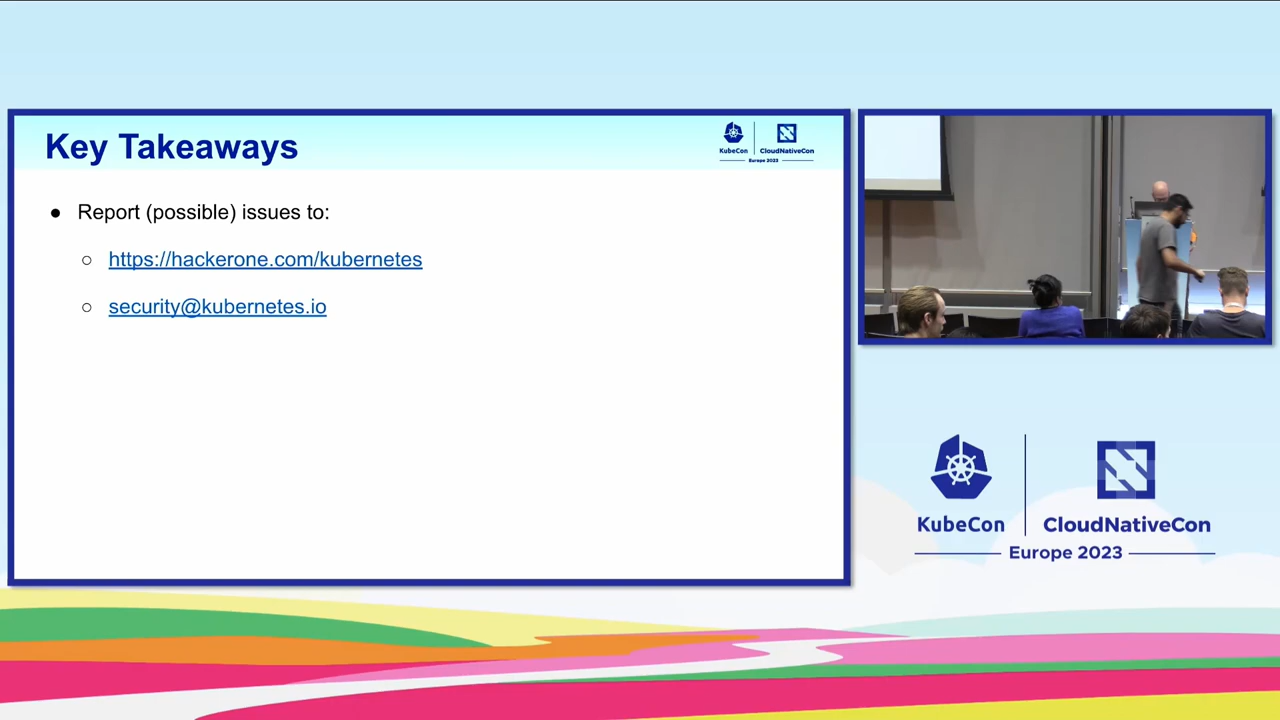 Key Takeaways
KubeCon
CloudNativeCon
Europe 2023
● Report (possible) issues to:
○ https://hackerone.com/kubernetes
○ security@kubernetes.io
KubeCon
CloudNativeCon
Europe 2023